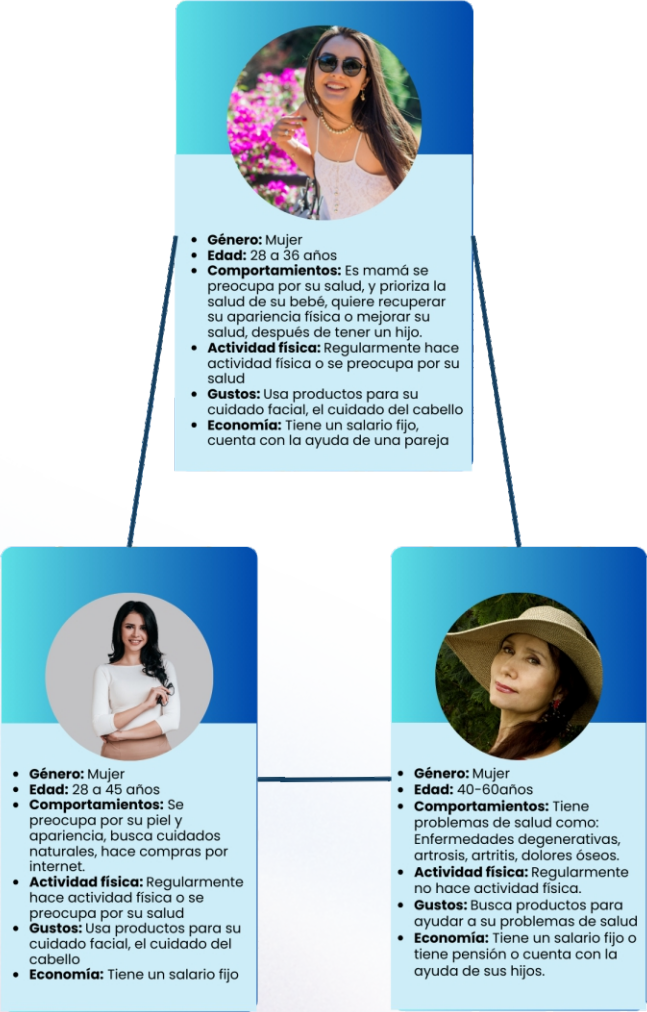 • Género: Mujer
• Edad: 28 a 36 años
• Comportamientos: Es mamá se
preocupa por su salud, y prioriza la
salud de su bebé, quiere recuperar
su apariencia física o mejorar su
salud, después de tener un hijo.
• Actividad física: Regularmente hace
actividad física o se preocupa por su
salud
• Gustos: Usa productos para su
cuidado facial, el cuidado del cabello
• Economía: Tiene un salario fijo,
cuenta con la ayuda de una pareja
• Género: Mujer
• Edad: 28 a 45 años
• Comportamientos: Se
preocupa por su piel y
apariencia, busca cuidados
naturales, hace compras por
internet.
• Actividad física: Regularmente
hace actividad física o se
preocupa por su salud
• Gustos: Usa productos para su
cuidado facial, el cuidado del
cabello
• Economía: Tiene un salario fijo
• Género: Mujer
• Edad: 40-60años
• Comportamientos: Tiene
problemas de salud como:
Enfermedades degenerativas,
artrosis, artritis, dolores óseos.
• Actividad física: Regularmente
no hace actividad física.
• Gustos: Busca productos para
ayudar a su problemas de salud
• Economía: Tiene un salario fijo o
tiene pensión o cuenta con la
ayuda de sus hijos.